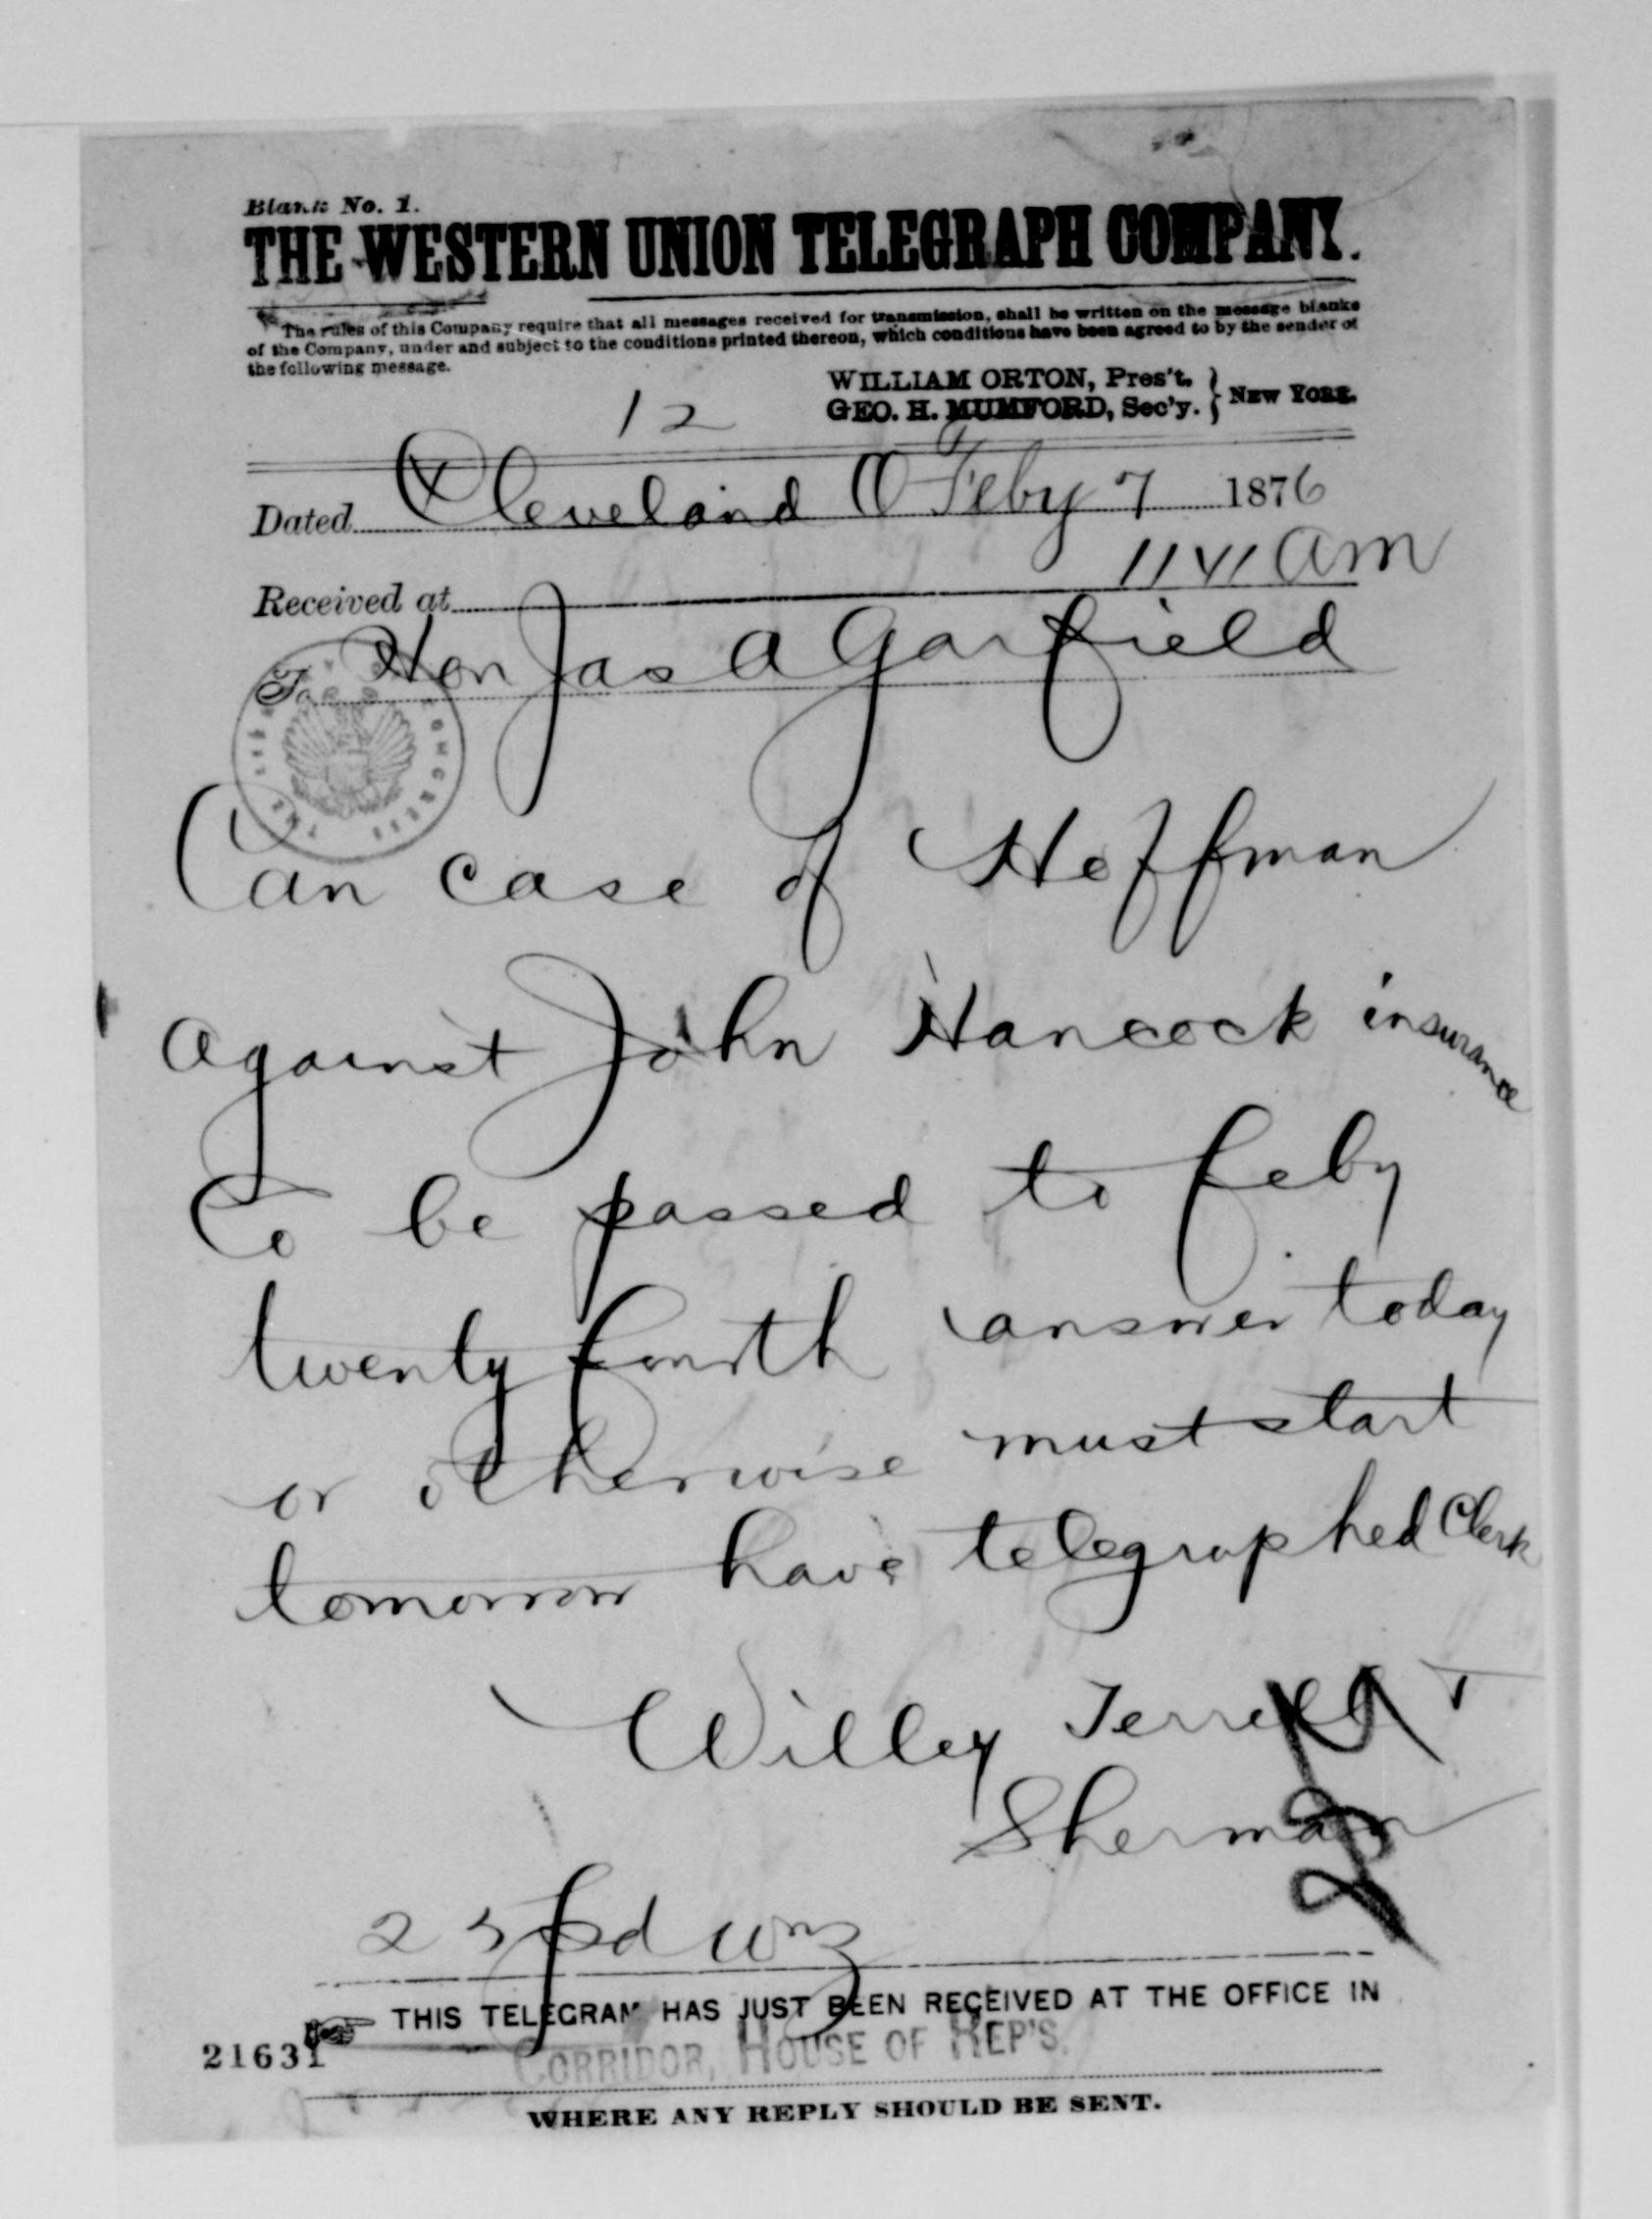 Blank No. 1.
THE WESTERN UNION TELEGRAPH COMPANY.
The rules of this Company require that all messages received for transmission, shall be written on the message blanks
of the Company, under and subject to the conditions printed thereon, which conditions have been agreed to by the sender of
the following message.
WILLIAM ORTON, Pres't.
GEO. H. MUMFORD, Sec'y. } NEW YORK.
12
Dated Cleveland O Feby 7 1876
Received at 1141 am
To Hon Jas A Garfield
Can case of Hoffman
against John Hancock insurance
Co be passed to feby
twenty fourth answer today
or otherwise must start
tomorrow have telegraphed Clerk
Willey Terrell &
Sherman
25 pd
THIS TELEGRAM HAS JUST BEEN RECEIVED AT THE OFFICE IN
21631
CORRIDOR, HOUSE OF REP'S.
WHERE ANY REPLY SHOULD BE SENT.